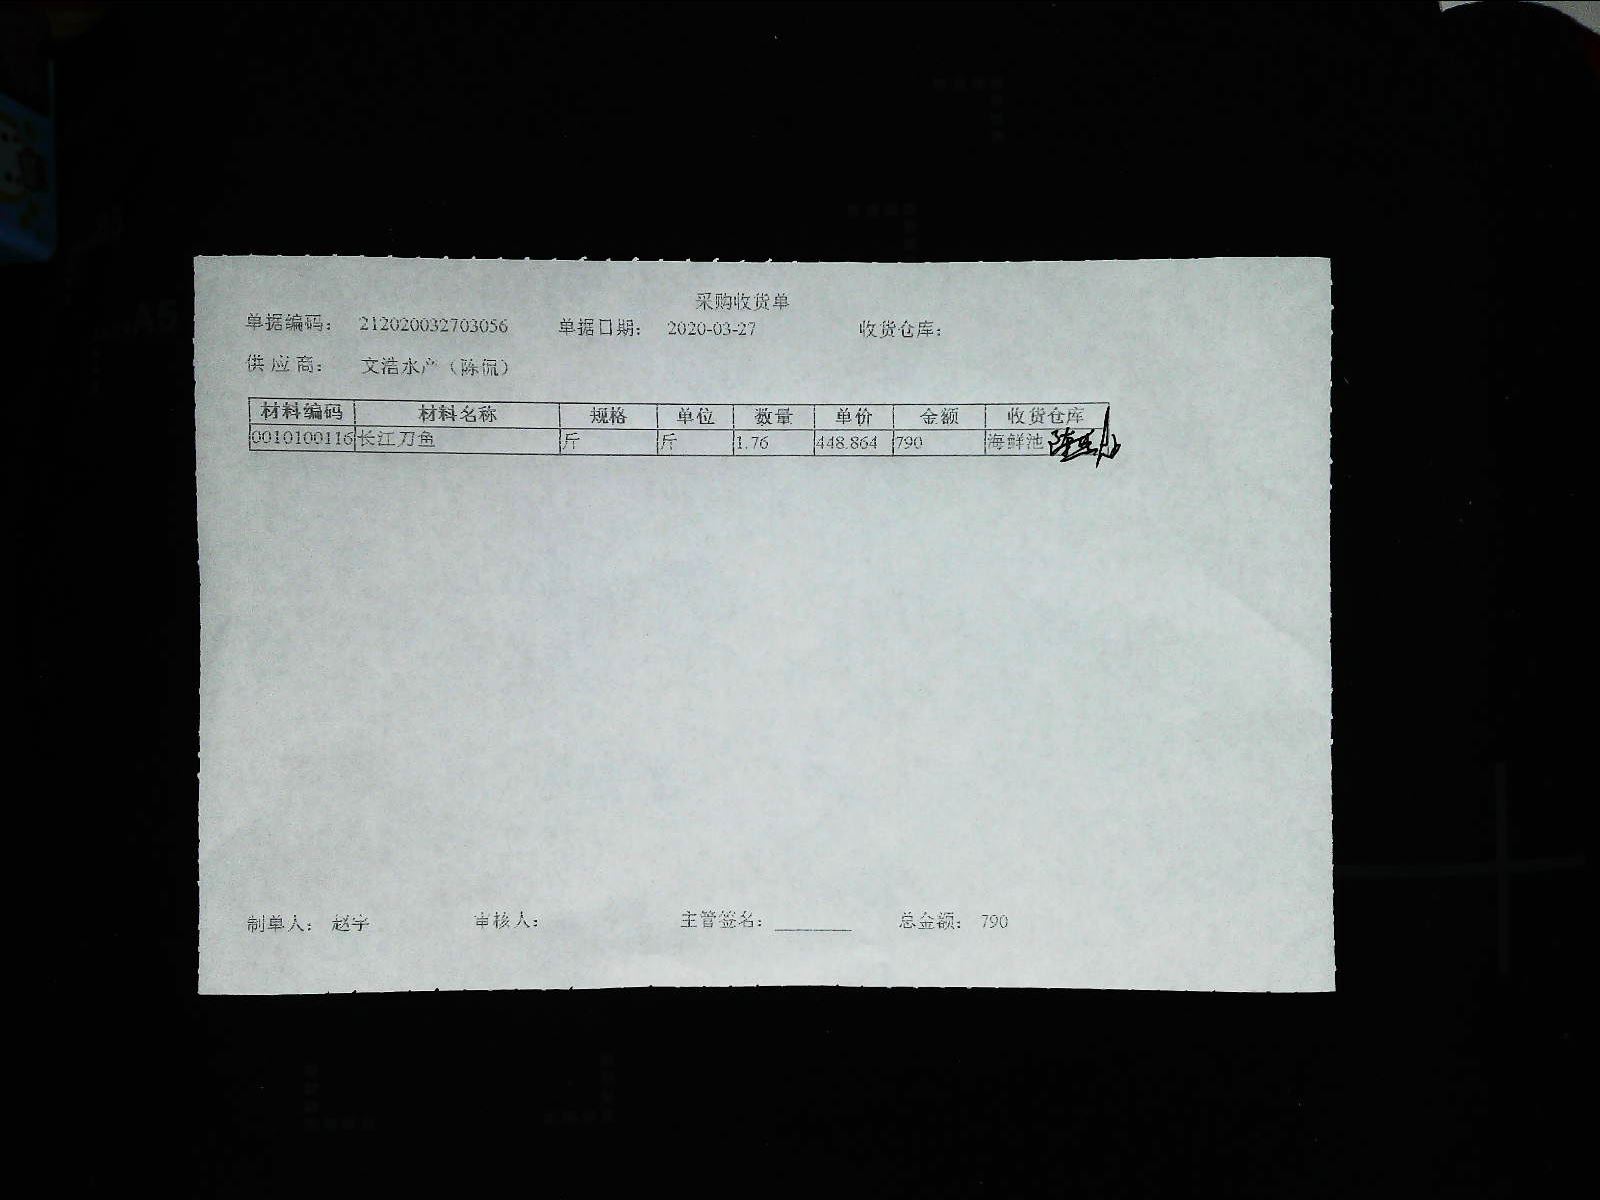 采购收货单
单据编码： 212020032703056 单据日期： 2020-03-27 收货仓库：
供应商： 文浩水产（陈侃）
材料编码 材料名称 规格 单位 数量 单价 金额 收货仓库
0010100116 长江刀鱼 斤 斤 1.76 448.864 790 海鲜池
制单人： 赵宇 审核人： 主管签名： ________ 总金额： 790